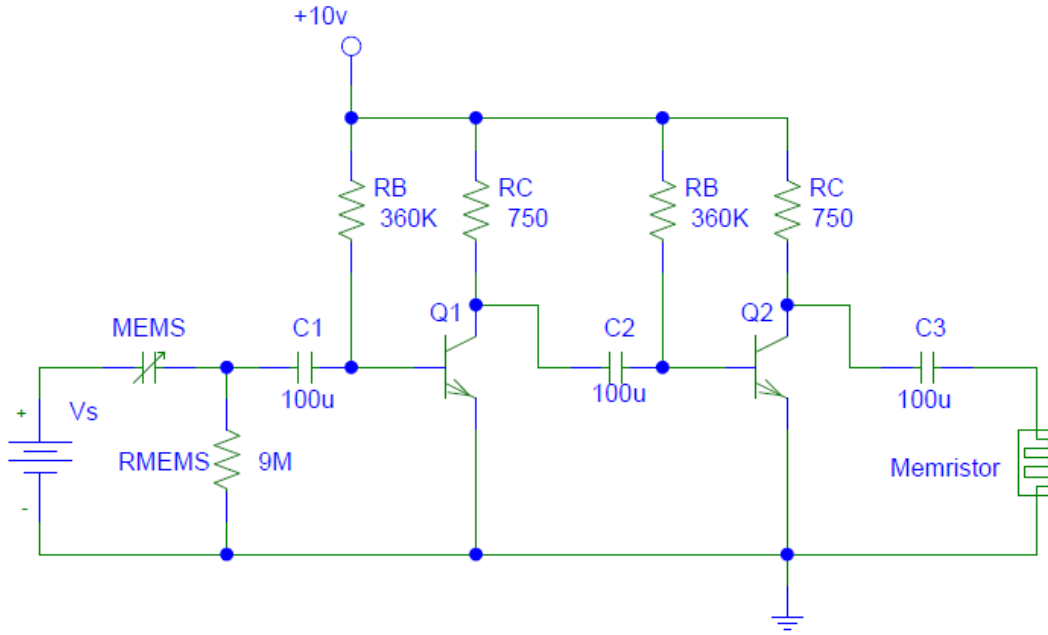 +10v
RB
360K
RC
750
RB
360K
RC
750
MEMS
C1
100u
Q1
C2
100u
Q2
C3
100u
+
Vs
-
RMEMS
9M
Memristor